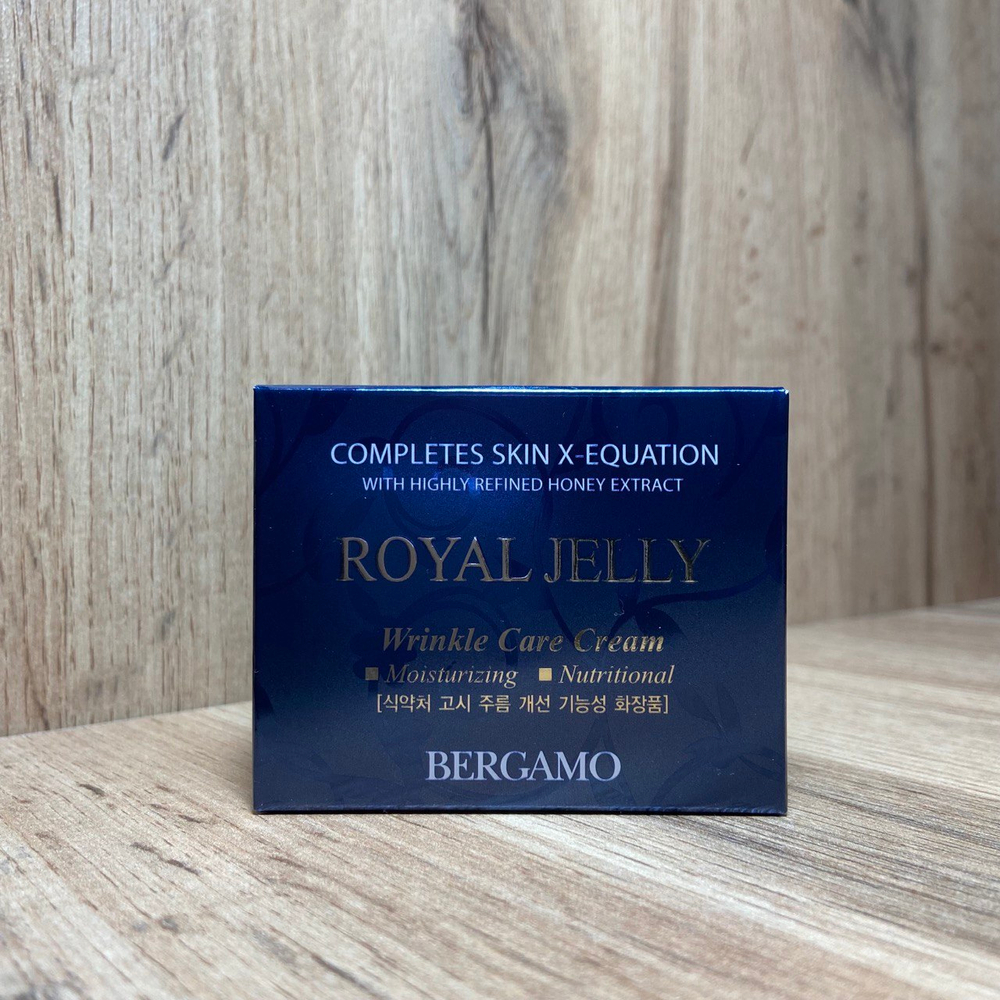 COMPLETES SKIN X-EQUATION
WITH HIGHLY REFINED HONEY EXTRACT
ROYAL JELLY
Wrinkle Care Cream
■ Moisturizing ■ Nutritional
[식약처 고시 주름 개선 기능성 화장품]
BERGAMO